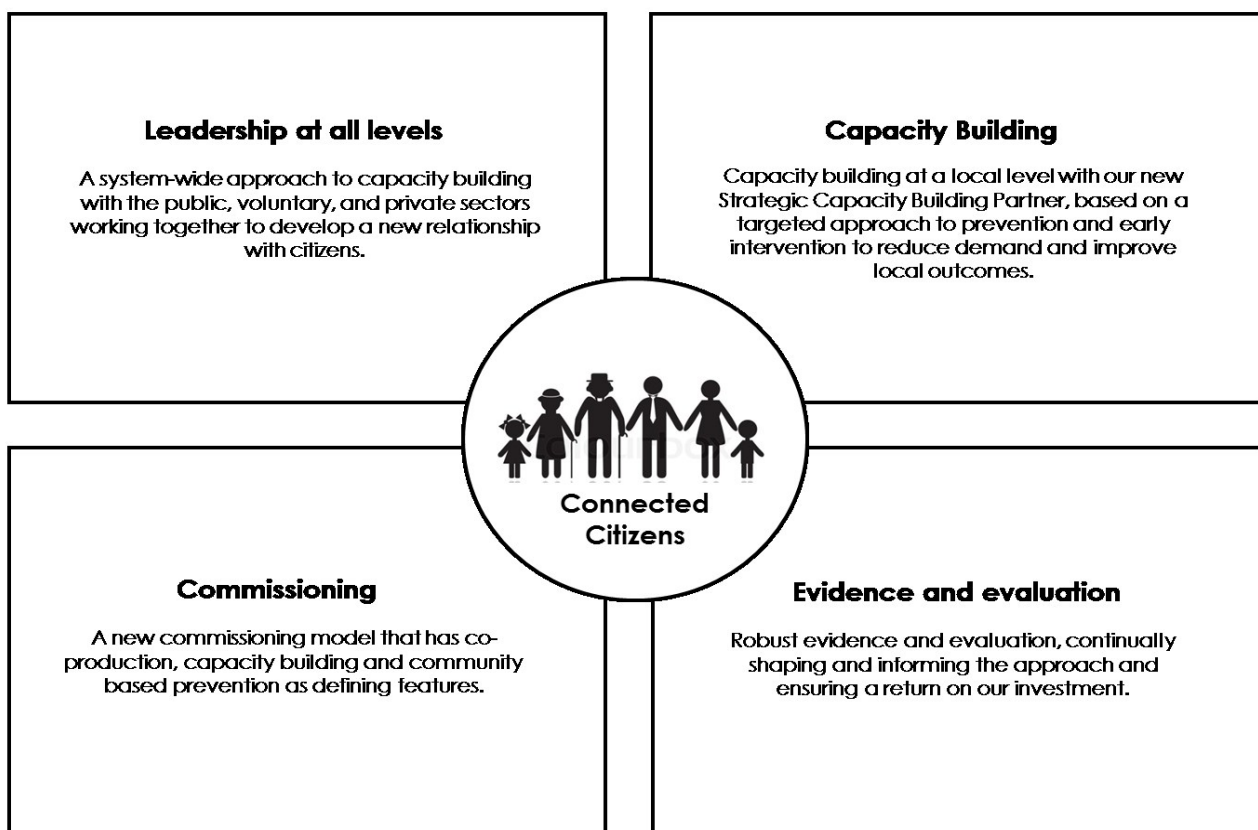 Leadership at all levels
A system-wide approach to capacity building
with the public, voluntary, and private sectors
working together to develop a new relationship
with citizens.
Capacity Building
Capacity building at a local level with our new
Strategic Capacity Building Partner, based on a
targeted approach to prevention and early
intervention to reduce demand and improve
local outcomes.
Connected
Citizens
Commissioning
A new commissioning model that has co-
production, capacity building and community
based prevention as defining features.
Evidence and evaluation
Robust evidence and evaluation, continually
shaping and informing the approach and
ensuring a return on our investment.